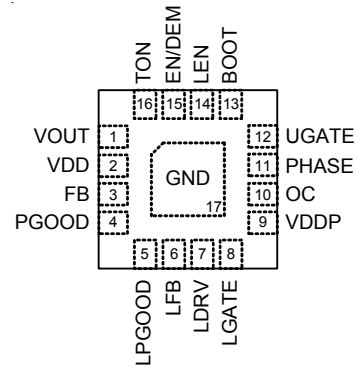 TON
EN/DEM
LEN
BOOT
16 15 14 13
VOUT 1 12 UGATE
VDD 2 11 PHASE
FB 3 GND 10 OC
PGOOD 4 17 9 VDDP
5 6 7 8
LPGOOD
LFB
LDRV
LGATE